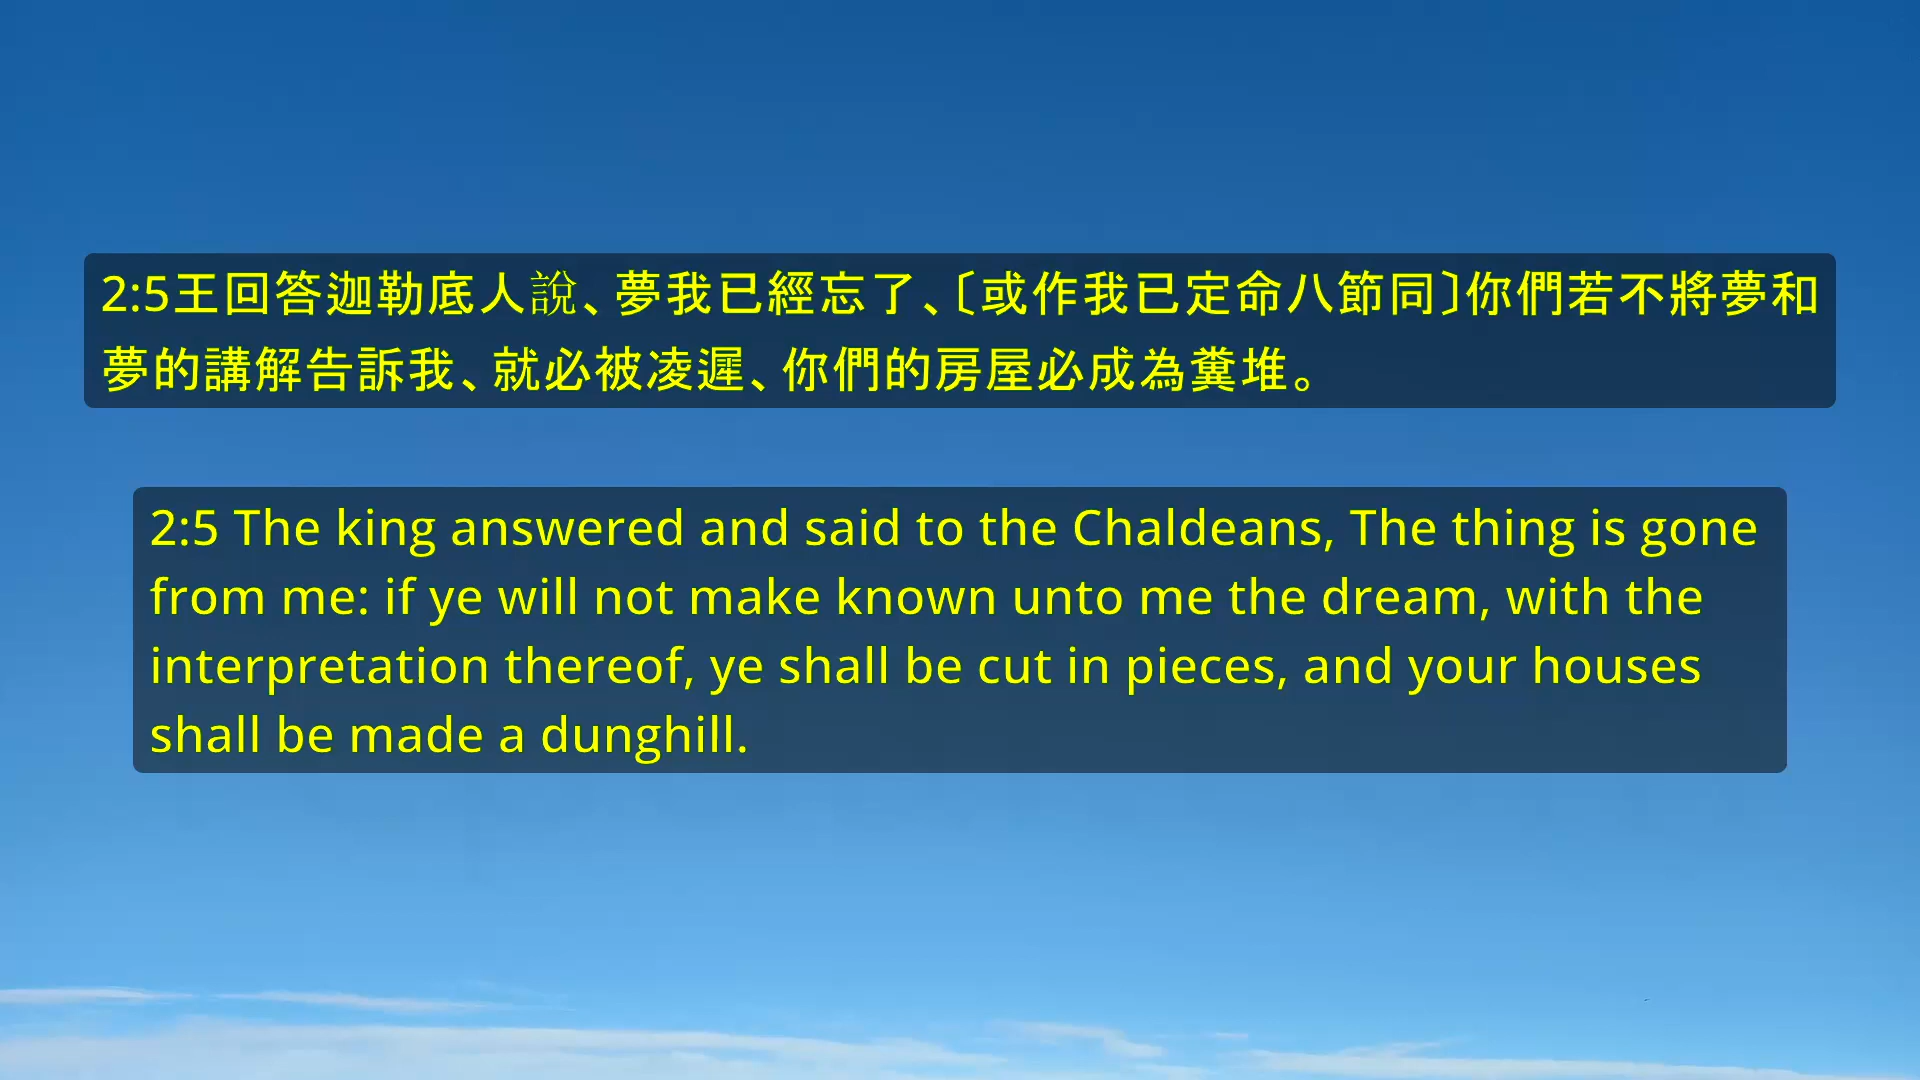 2:5王回答迦勒底人說、夢我已經忘了、〔或作我已定命八節同〕你們若不將夢和
夢的講解告訴我、就必被凌遲、你們的房屋必成為糞堆。
2:5 The king answered and said to the Chaldeans, The thing is gone
from me: if ye will not make known unto me the dream, with the
interpretation thereof, ye shall be cut in pieces, and your houses
shall be made a dunghill.